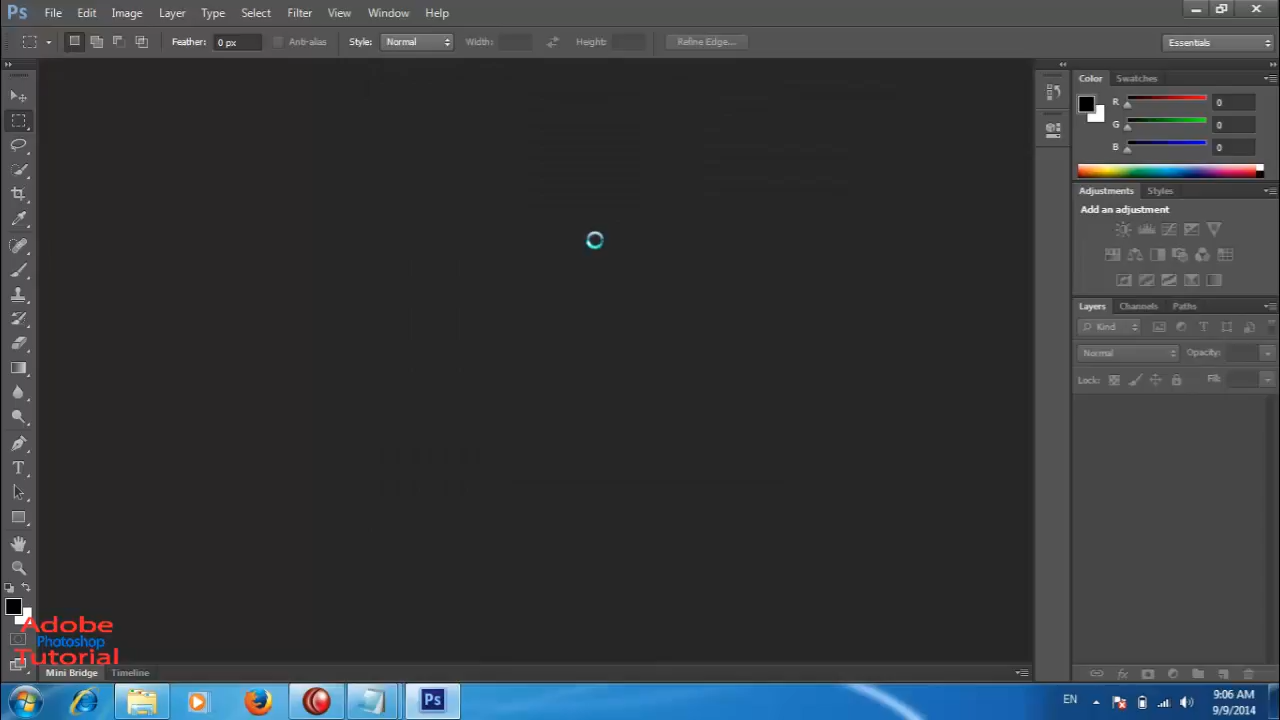 Ps File Edit Image Layer Type Select Filter View Window Help
Feather: 0 px Anti-alias Style: Normal Width: Height: Refine Edge... Essentials
Color Swatches
R 0
G 0
B 0
Adjustments Styles
Add an adjustment
Layers Channels Paths
Kind
Normal Opacity:
Lock: Fill:
Adobe
Photoshop
Tutorial
Mini Bridge Timeline
Ps EN 9:06 AM
9/9/2014